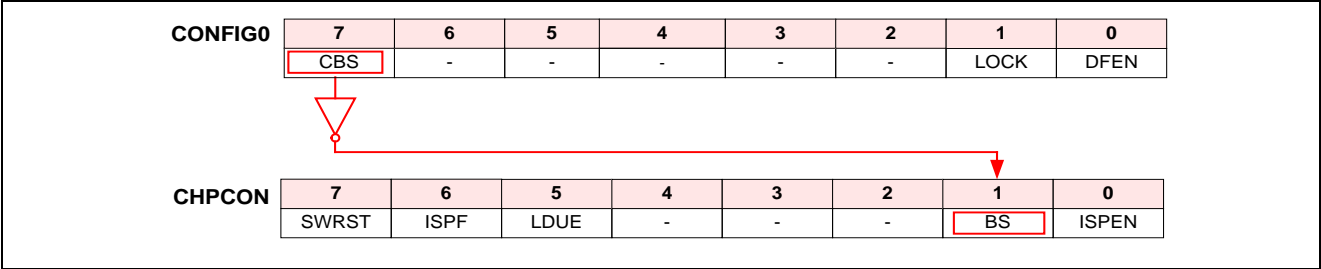 CONFIG0 7 6 5 4 3 2 1 0
CBS - - - - - LOCK DFEN
CHPCON 7 6 5 4 3 2 1 0
SWRST ISPF LDUE - - - BS ISPEN